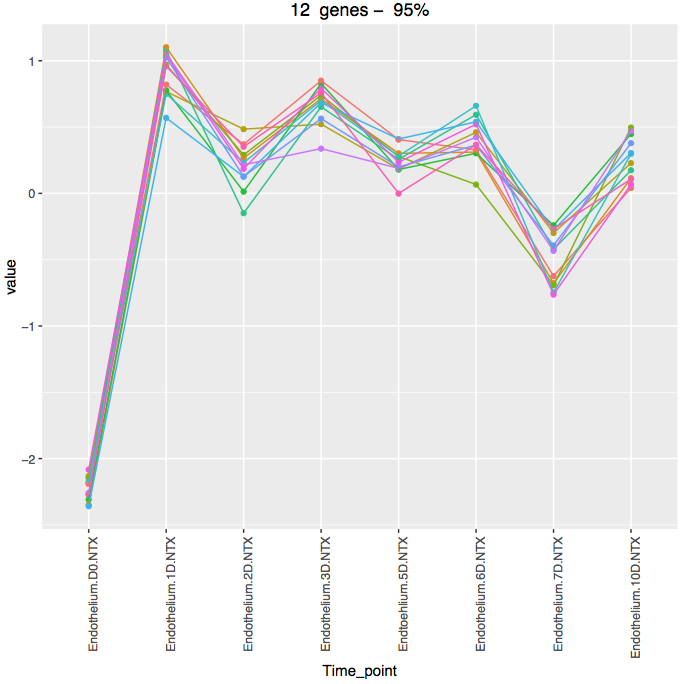 12 genes – 95%
value
1
0
−1
−2
Endothelium.D0.NTX
Endothelium.1D.NTX
Endothelium.2D.NTX
Endothelium.3D.NTX
Endtoehlium.5D.NTX
Endothelium.6D.NTX
Endothelium.7D.NTX
Endothelium.10D.NTX
Time_point